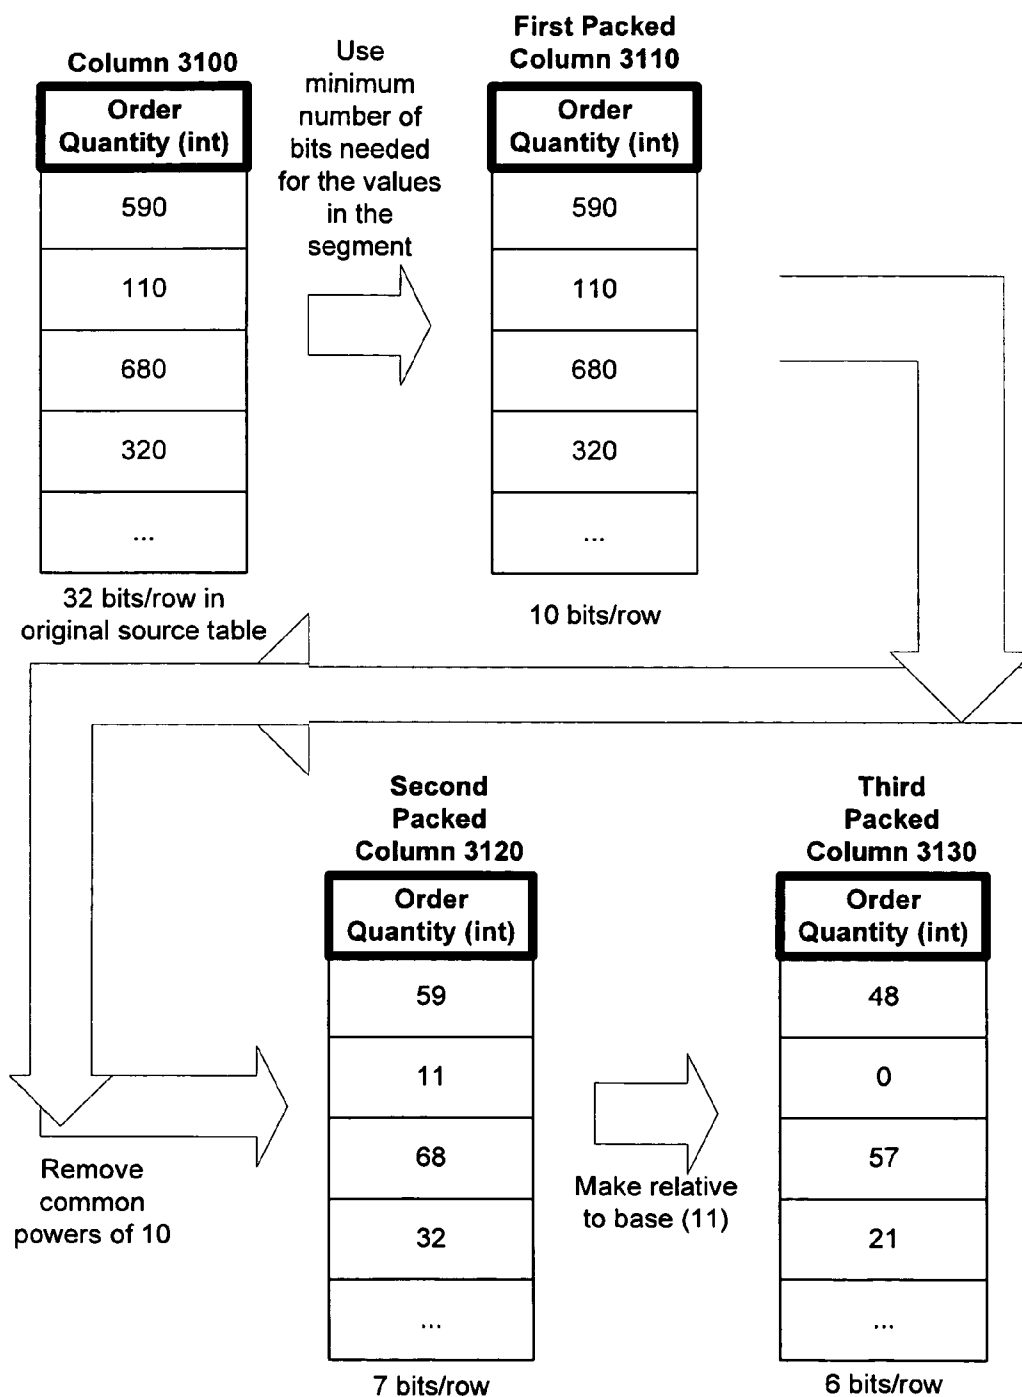 Column 3100
Order
Quantity (int)
590
110
680
320
...
32 bits/row in
original source table
Use
minimum
number of
bits needed
for the values
in the
segment
First Packed
Column 3110
Order
Quantity (int)
590
110
680
320
...
10 bits/row
Remove
common
powers of 10
Second
Packed
Column 3120
Order
Quantity (int)
59
11
68
32
...
7 bits/row
Make relative
to base (11)
Third
Packed
Column 3130
Order
Quantity (int)
48
0
57
21
...
6 bits/row